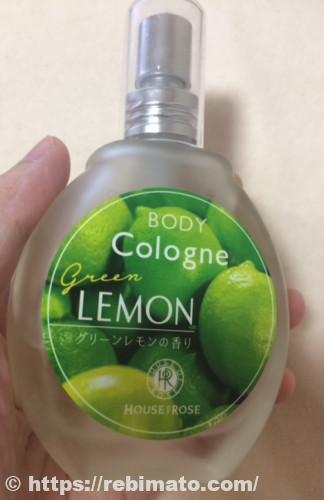 BODY
Cologne
Green
LEMON
グリーンレモンの香り
HOUSE OF ROSE
© https://rebimato.com/